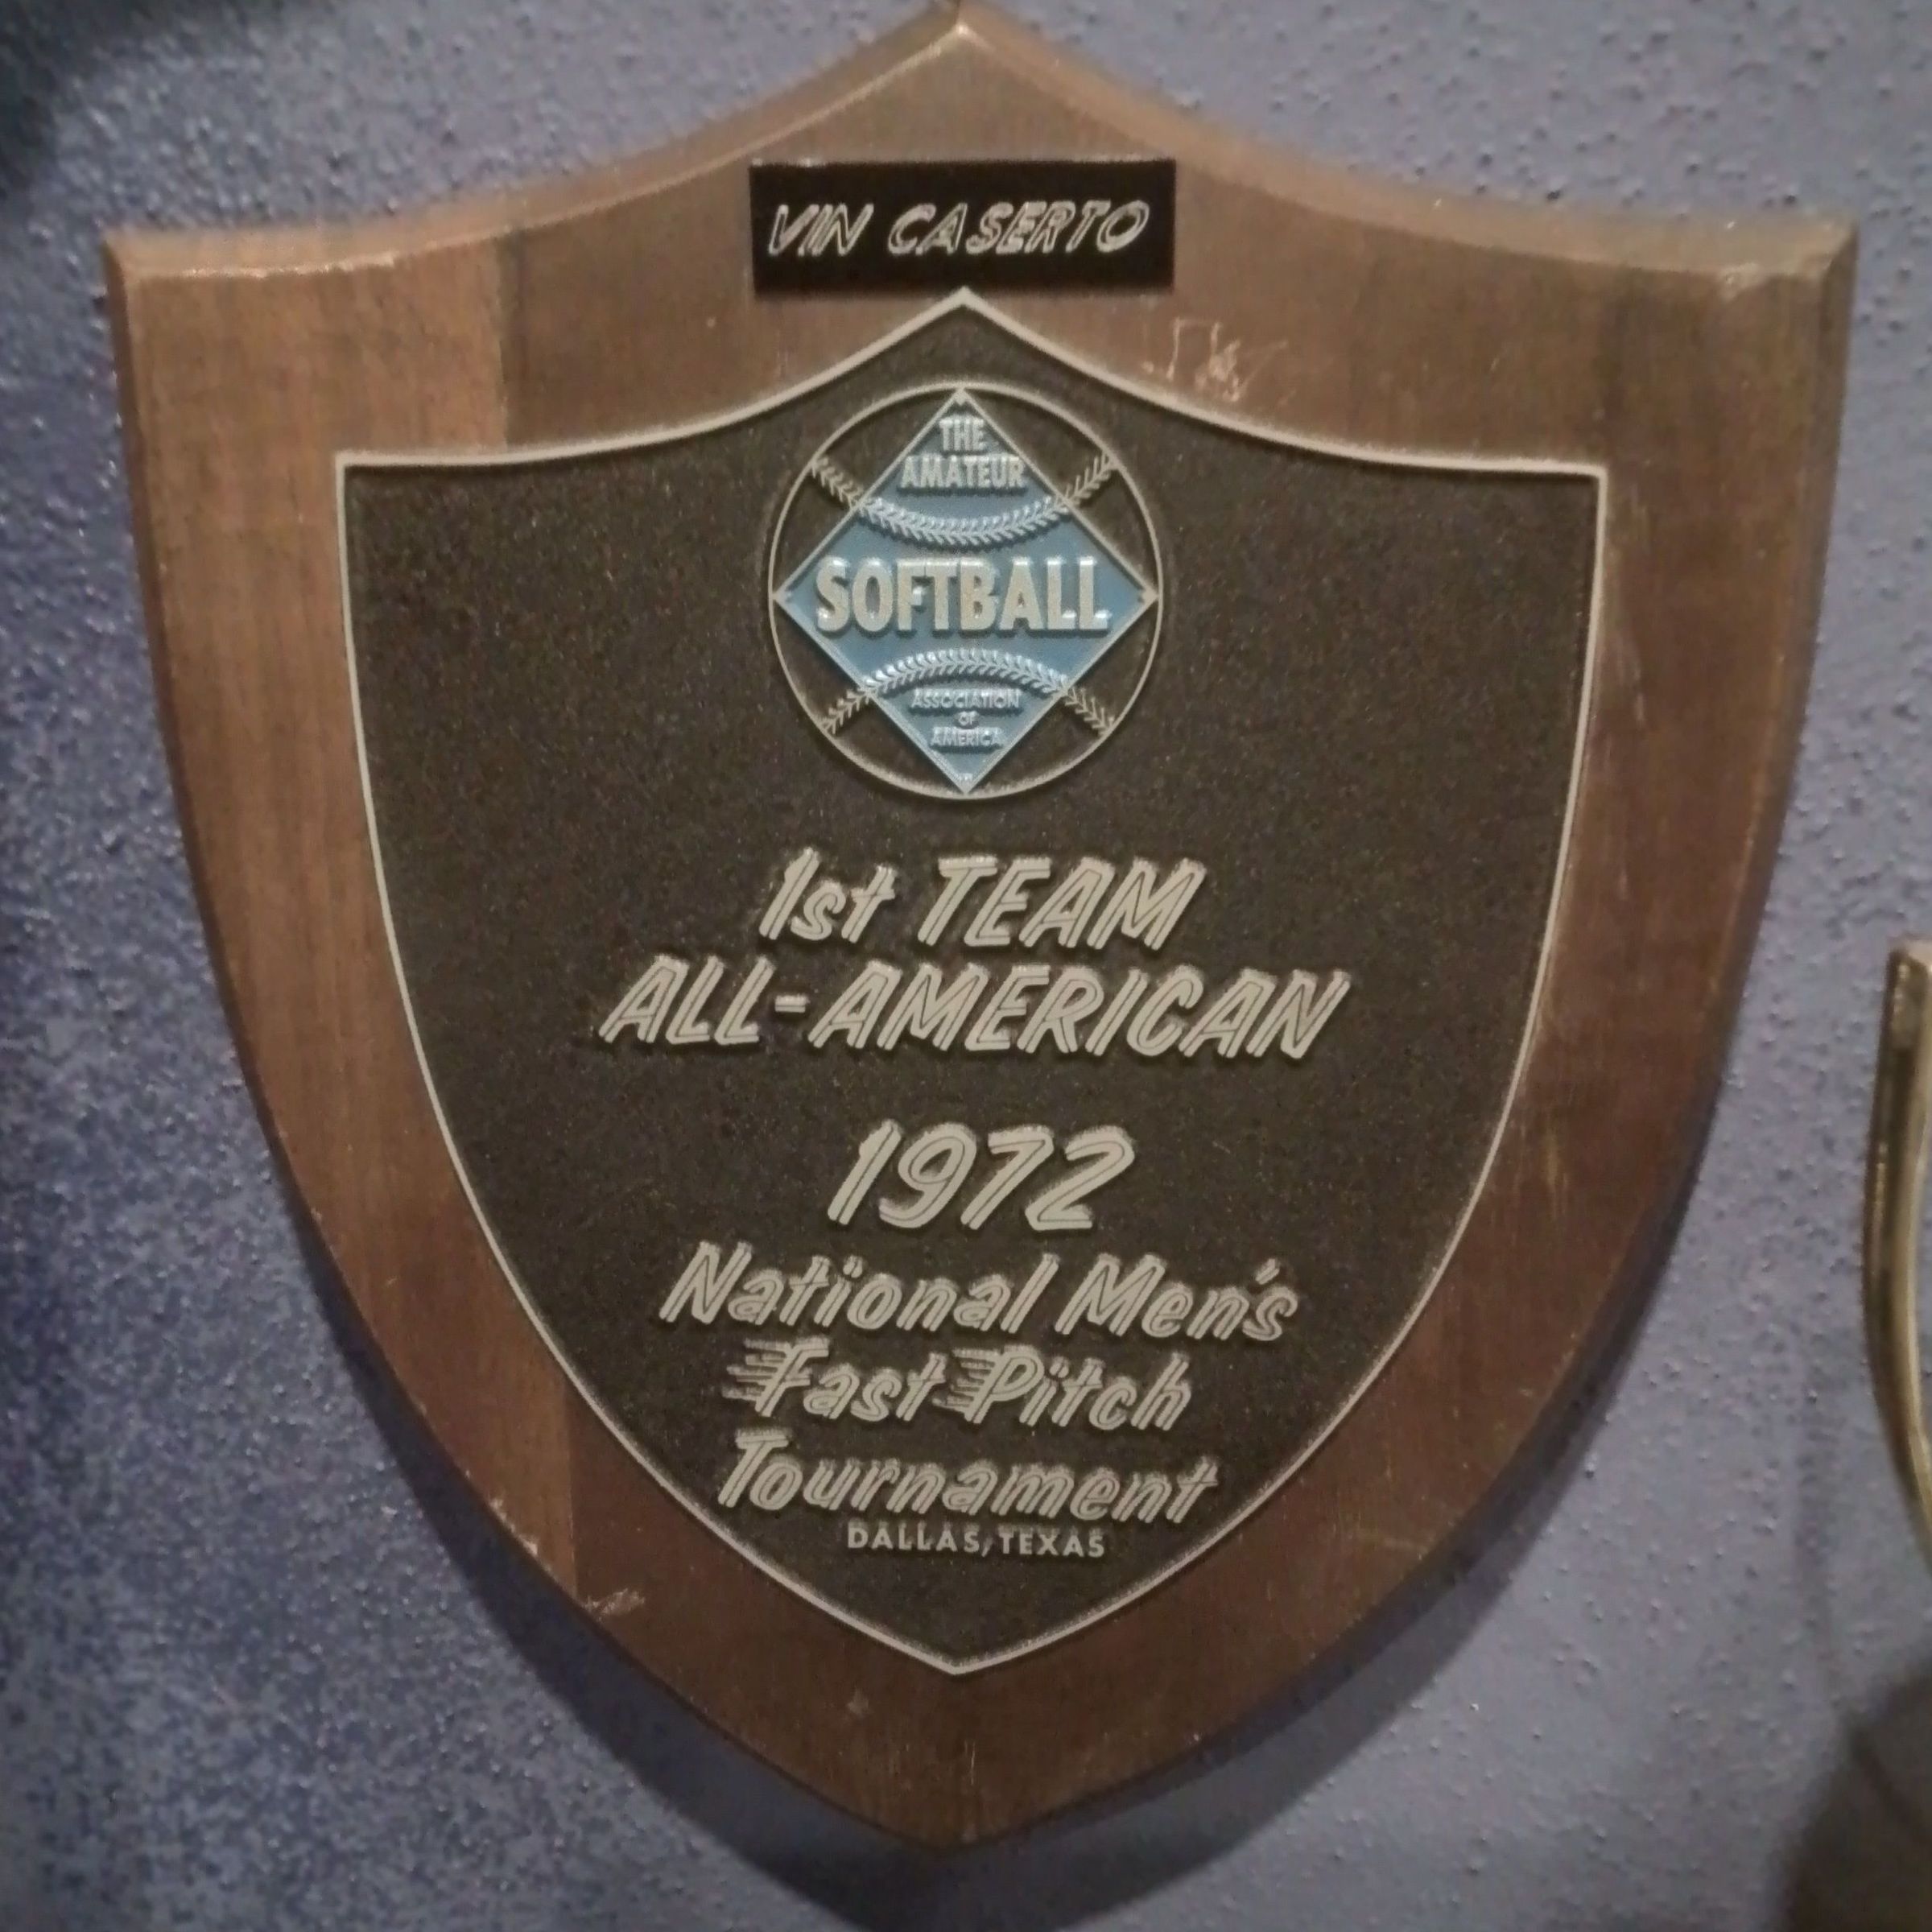 VIN CASERTO
THE
AMATEUR
SOFTBALL
ASSOCIATION
OF
AMERICA
1st TEAM
ALL-AMERICAN
1972
National Men's
Fast Pitch
Tournament
DALLAS, TEXAS